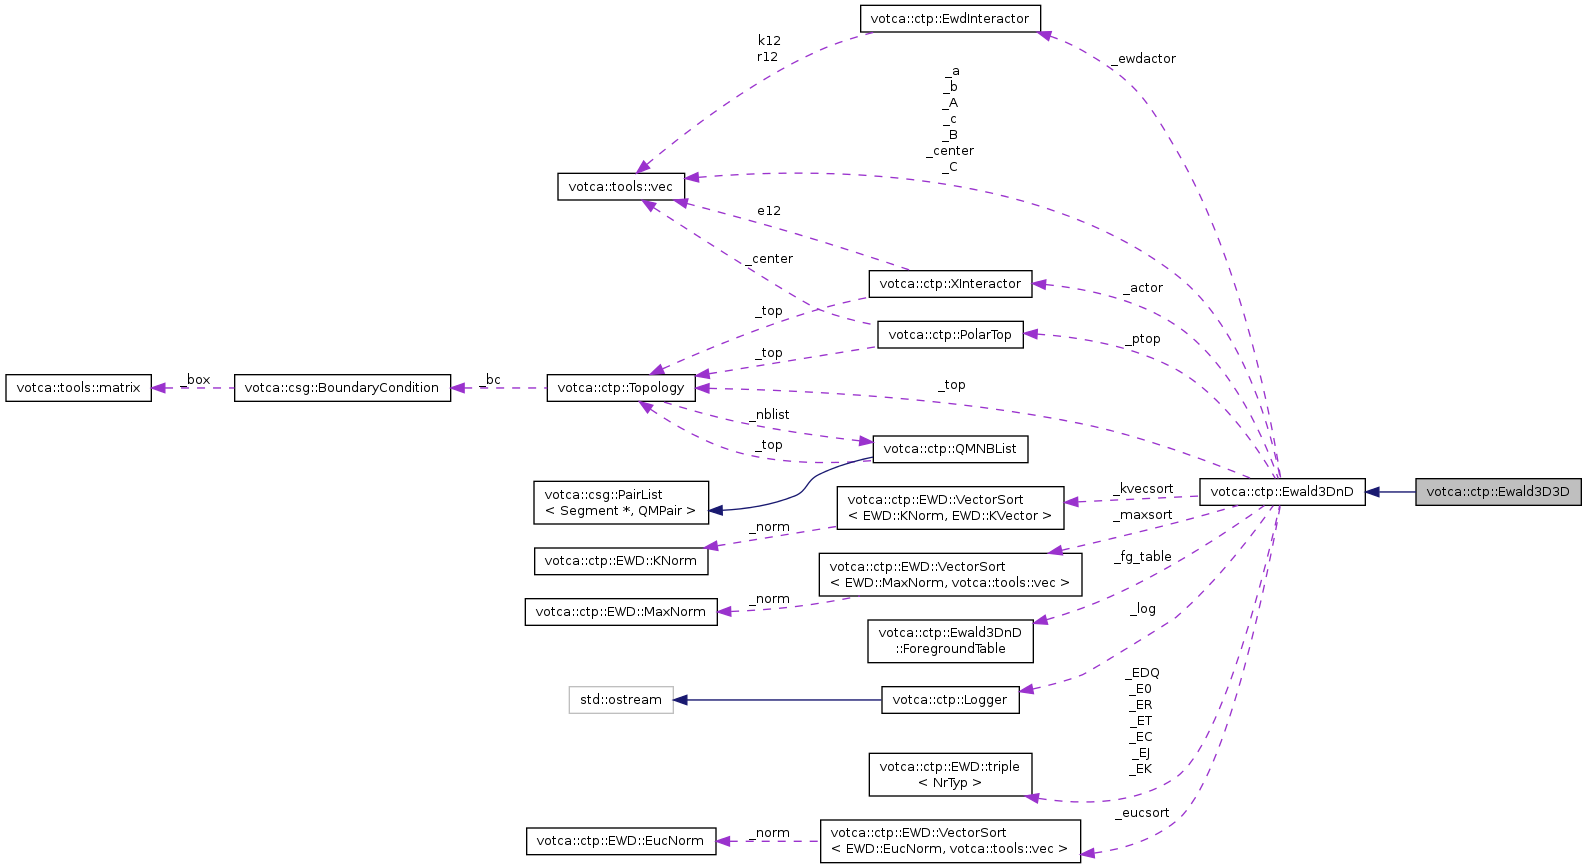 votca::ctp::EwdInteractor
k12
r12
_ewdactor
_a
_b
_A
_c
_B
_center
_C
votca::tools::vec
e12
_center
votca::ctp::XInteractor
_actor
_top
votca::ctp::PolarTop
_ptop
_top
votca::tools::matrix
_box
votca::csg::BoundaryCondition
_bc
votca::ctp::Topology
_top
_nblist
_top
votca::ctp::QMNBList
votca::csg::PairList
< Segment *, QMPair >
votca::ctp::EWD::VectorSort
< EWD::KNorm, EWD::KVector >
_kvecsort
votca::ctp::Ewald3DnD
votca::ctp::Ewald3D3D
_maxsort
_norm
votca::ctp::EWD::KNorm
votca::ctp::EWD::VectorSort
< EWD::MaxNorm, votca::tools::vec >
_fg_table
_norm
votca::ctp::EWD::MaxNorm
_log
votca::ctp::Ewald3DnD
::ForegroundTable
std::ostream
votca::ctp::Logger
_EDQ
_E0
_ER
_ET
_EC
_EJ
_EK
votca::ctp::EWD::triple
< NrTyp >
_eucsort
votca::ctp::EWD::EucNorm
_norm
votca::ctp::EWD::VectorSort
< EWD::EucNorm, votca::tools::vec >